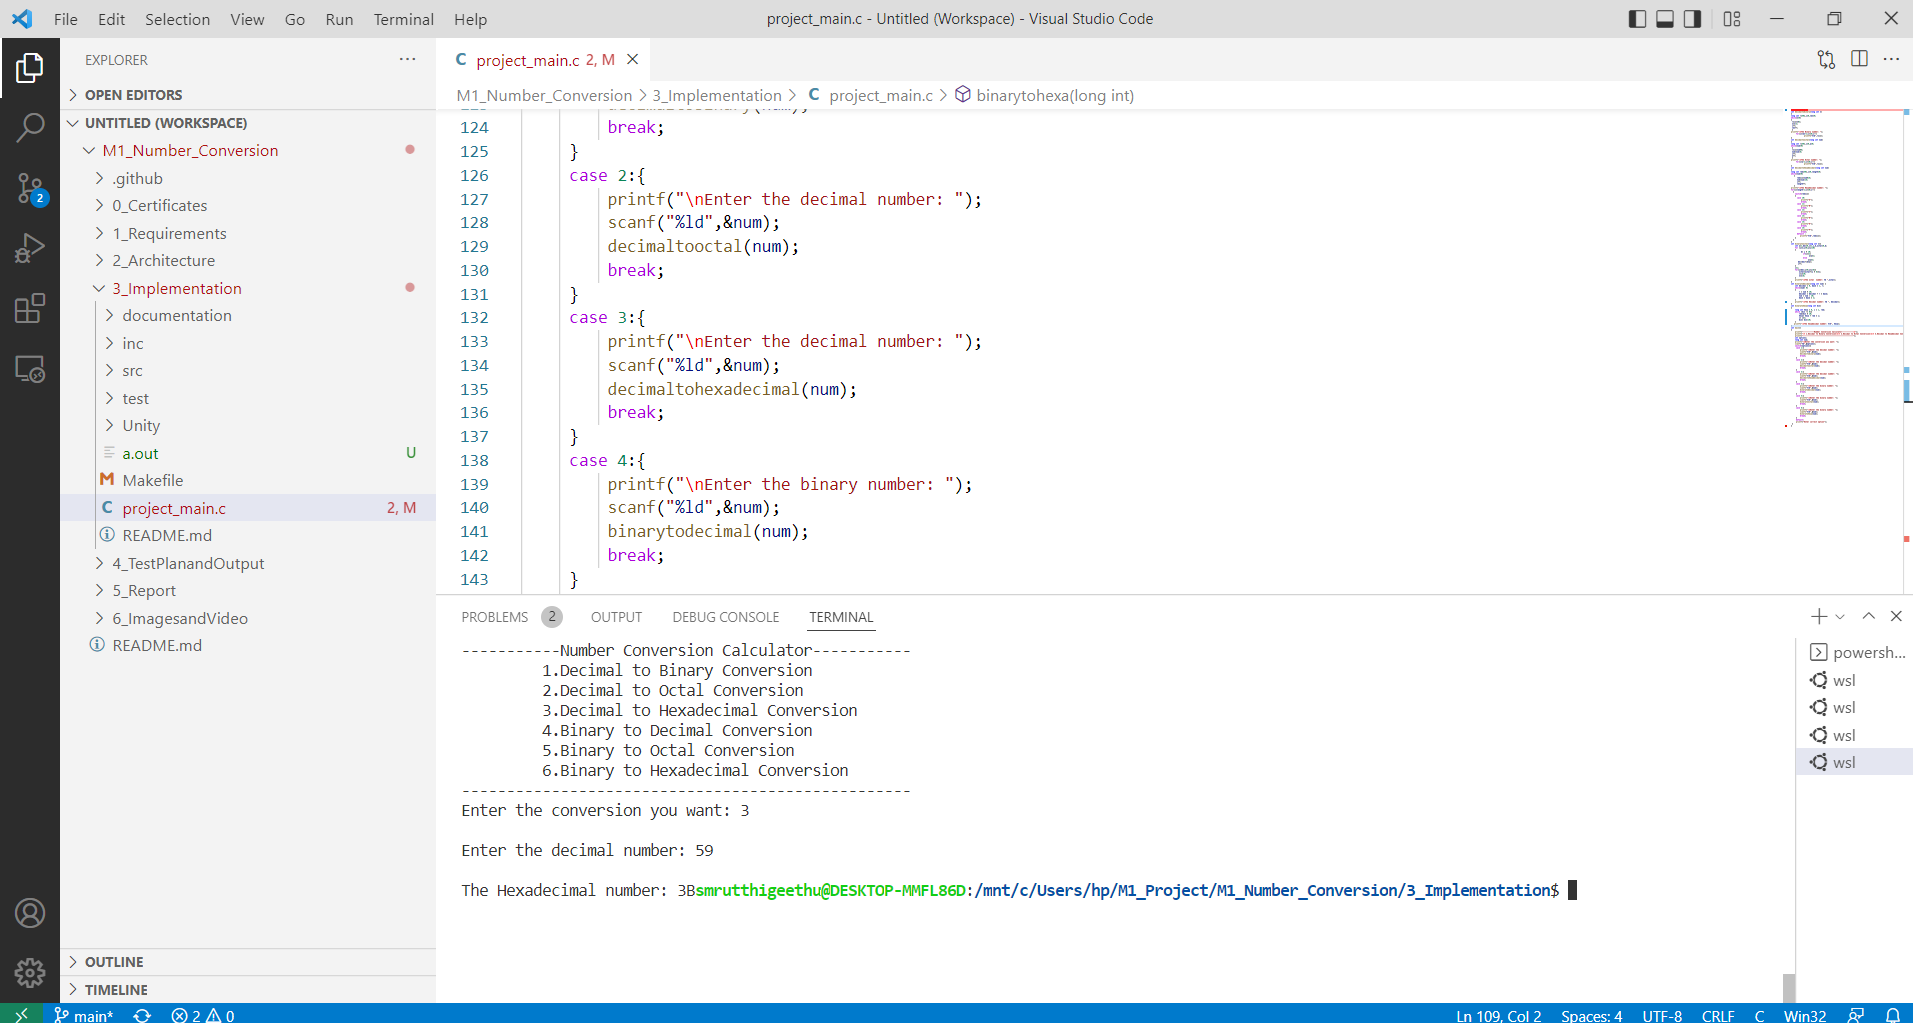 File Edit Selection View Go Run Terminal Help
project_main.c - Untitled (Workspace) - Visual Studio Code
EXPLORER
OPEN EDITORS
UNTITLED (WORKSPACE)
M1_Number_Conversion
.github
0_Certificates
1_Requirements
2_Architecture
3_Implementation
documentation
inc
src
test
Unity
a.out U
M Makefile
C project_main.c 2, M
README.md
4_TestPlanandOutput
5_Report
6_ImagesandVideo
README.md
OUTLINE
TIMELINE
2
C project_main.c 2, M
M1_Number_Conversion > 3_Implementation > C project_main.c > binarytohexa(long int)
124 break;
125 }
126 case 2:{
127 printf("\nEnter the decimal number: ");
128 scanf("%ld",&num);
129 decimaltooctal(num);
130 break;
131 }
132 case 3:{
133 printf("\nEnter the decimal number: ");
134 scanf("%ld",&num);
135 decimaltohexadecimal(num);
136 break;
137 }
138 case 4:{
139 printf("\nEnter the binary number: ");
140 scanf("%ld",&num);
141 binarytodecimal(num);
142 break;
143 }
PROBLEMS 2 OUTPUT DEBUG CONSOLE TERMINAL
-----------Number Conversion Calculator-----------
1.Decimal to Binary Conversion
2.Decimal to Octal Conversion
3.Decimal to Hexadecimal Conversion
4.Binary to Decimal Conversion
5.Binary to Octal Conversion
6.Binary to Hexadecimal Conversion
--------------------------------------------------
Enter the conversion you want: 3
Enter the decimal number: 59
The Hexadecimal number: 3Bsmrutthigeethu@DESKTOP-MMFL86D:/mnt/c/Users/hp/M1_Project/M1_Number_Conversion/3_Implementation$
powersh...
wsl
wsl
wsl
wsl
main* 2 0
Ln 109, Col 2 Spaces: 4 UTF-8 CRLF C Win32